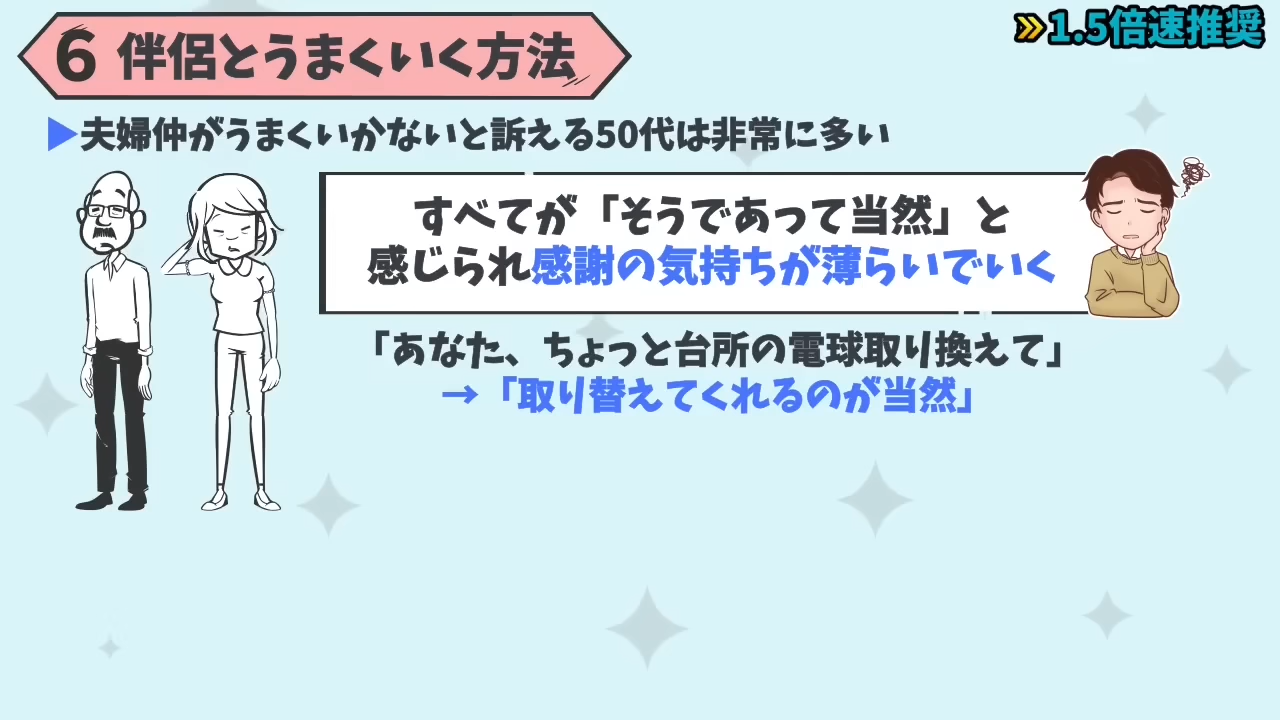 6 伴侶とうまくいく方法
»1.5倍速推奨
▶夫婦仲がうまくいかないと訴える50代は非常に多い
すべてが「そうであって当然」と
感じられ感謝の気持ちが薄らいでいく
「あなた、ちょっと台所の電球取り換えて」
→「取り替えてくれるのが当然」